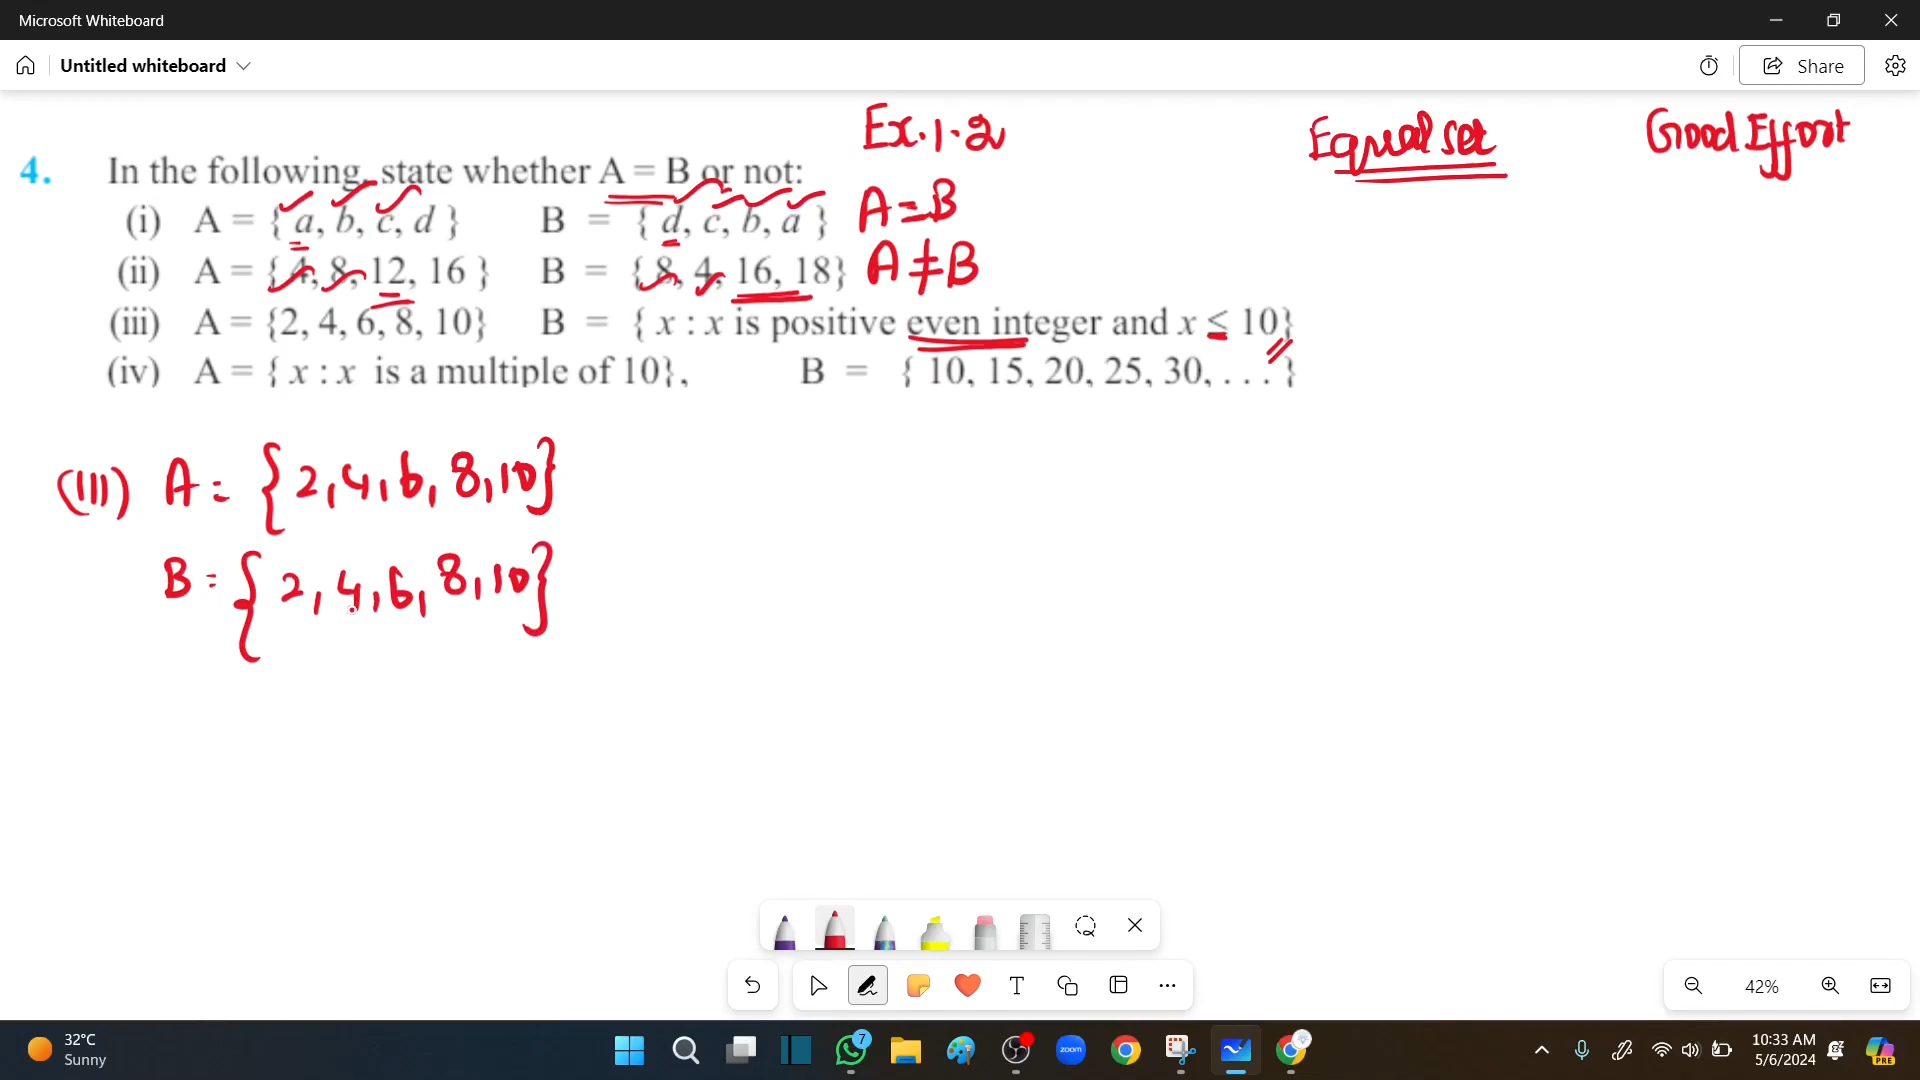 Microsoft Whiteboard
Untitled whiteboard
Share
Ex.1.2
Equal set
Good Effort
4. In the following, state whether A = B or not:
(i) A = { a, b, c, d } B = { d, c, b, a } A=B
(ii) A = { 4, 8, 12, 16 } B = { 8, 4, 16, 18} A≠B
(iii) A = {2, 4, 6, 8, 10} B = { x : x is positive even integer and x ≤ 10}
(iv) A = { x : x is a multiple of 10}, B = { 10, 15, 20, 25, 30, . . . }
(III) A = {2,4,6,8,10}
B = {2,4,6,8,10}
42%
32°C
Sunny
7
zoom
10:33 AM
5/6/2024
PRE